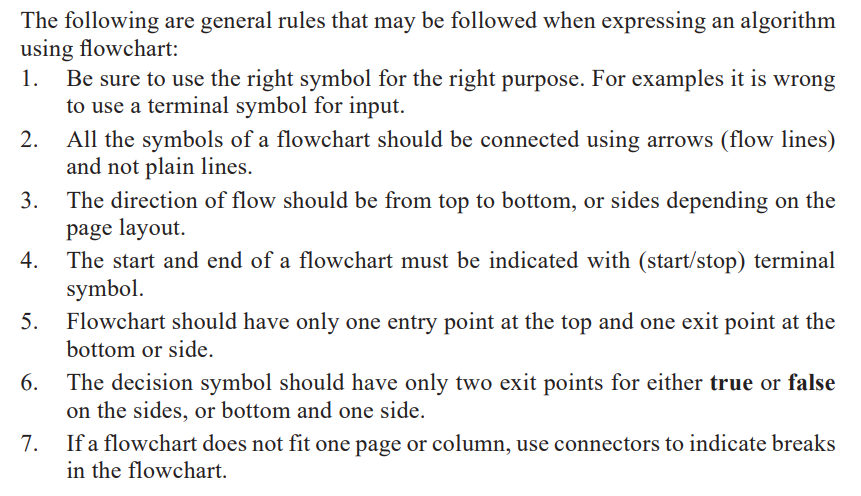 The following are general rules that may be followed when expressing an algorithm
using flowchart:
1. Be sure to use the right symbol for the right purpose. For examples it is wrong
to use a terminal symbol for input.
2. All the symbols of a flowchart should be connected using arrows (flow lines)
and not plain lines.
3. The direction of flow should be from top to bottom, or sides depending on the
page layout.
4. The start and end of a flowchart must be indicated with (start/stop) terminal
symbol.
5. Flowchart should have only one entry point at the top and one exit point at the
bottom or side.
6. The decision symbol should have only two exit points for either true or false
on the sides, or bottom and one side.
7. If a flowchart does not fit one page or column, use connectors to indicate breaks
in the flowchart.